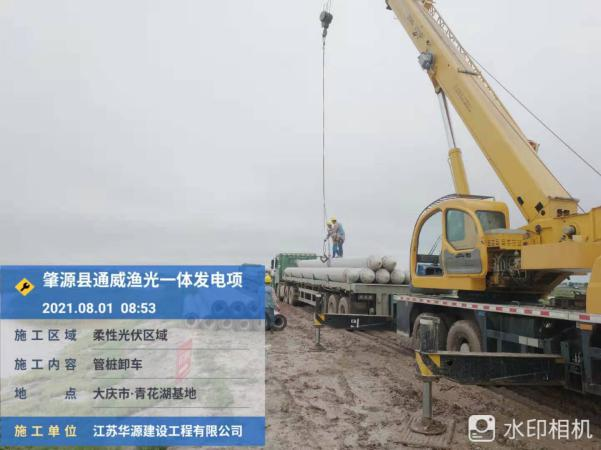 肇源县通威渔光一体发电项
2021.08.01 08:53
施工区域 柔性光伏区域
施工内容 管桩卸车
地点 大庆市·青花湖基地
施工单位 江苏华源建设工程有限公司
水印相机